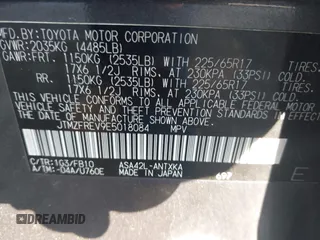 MFD.BY:TOYOTA MOTOR CORPORATION
GVWR:2035KG (4485LB)
GAWR:FRT. 1150KG (2535LB) WITH 225/65R17 TIRES,
17X6 1/2J RIMS, AT 230KPA (33PSI) COLD.
RR. 1150KG (2535LB) WITH 225/65R17 TIRES,
17X6 1/2J RIMS, AT 230KPA (33PSI) COLD.
THIS VEHICLE CONFORMS TO ALL APPLICABLE
FEDERAL MOTOR VEHICLE SAFETY AND
THEFT PREVENTION STANDARDS IN EFFECT ON
THE DATE OF MANUFACTURE SHOWN ABOVE.
JTMZFREV9E5018084 MPV
C/TR:1G3/FB10 ASA42L-ANTXKA
A/TM:-04A/U760E MADE IN JAPAN
E